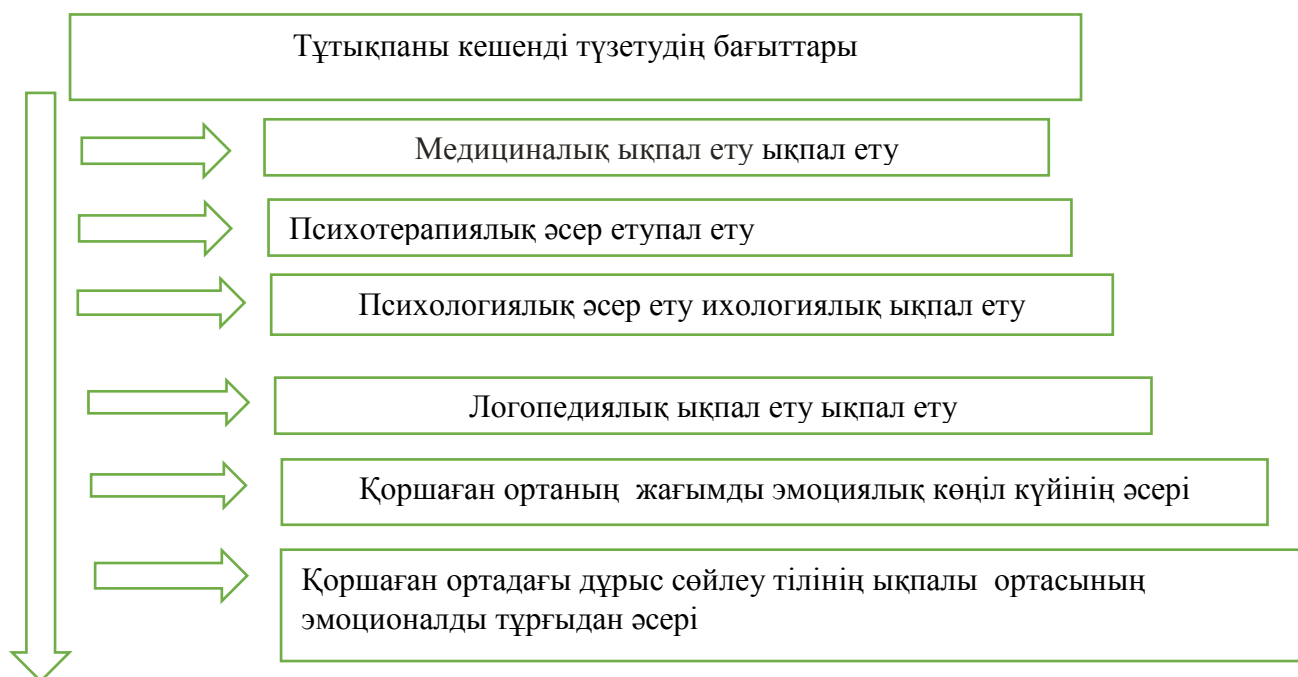 Тұтықпаны кешенді түзетудің бағыттары
Медициналық ықпал ету ықпал ету
Психотерапиялық әсер етупал ету
Психологиялық әсер ету ихологиялық ықпал ету
Логопедиялық ықпал ету ықпал ету
Қоршаған ортаның  жағымды эмоциялық көңіл күйінің әсері
Қоршаған ортадағы дұрыс сөйлеу тілінің ықпалы  ортасының
эмоционалды тұрғыдан әсері